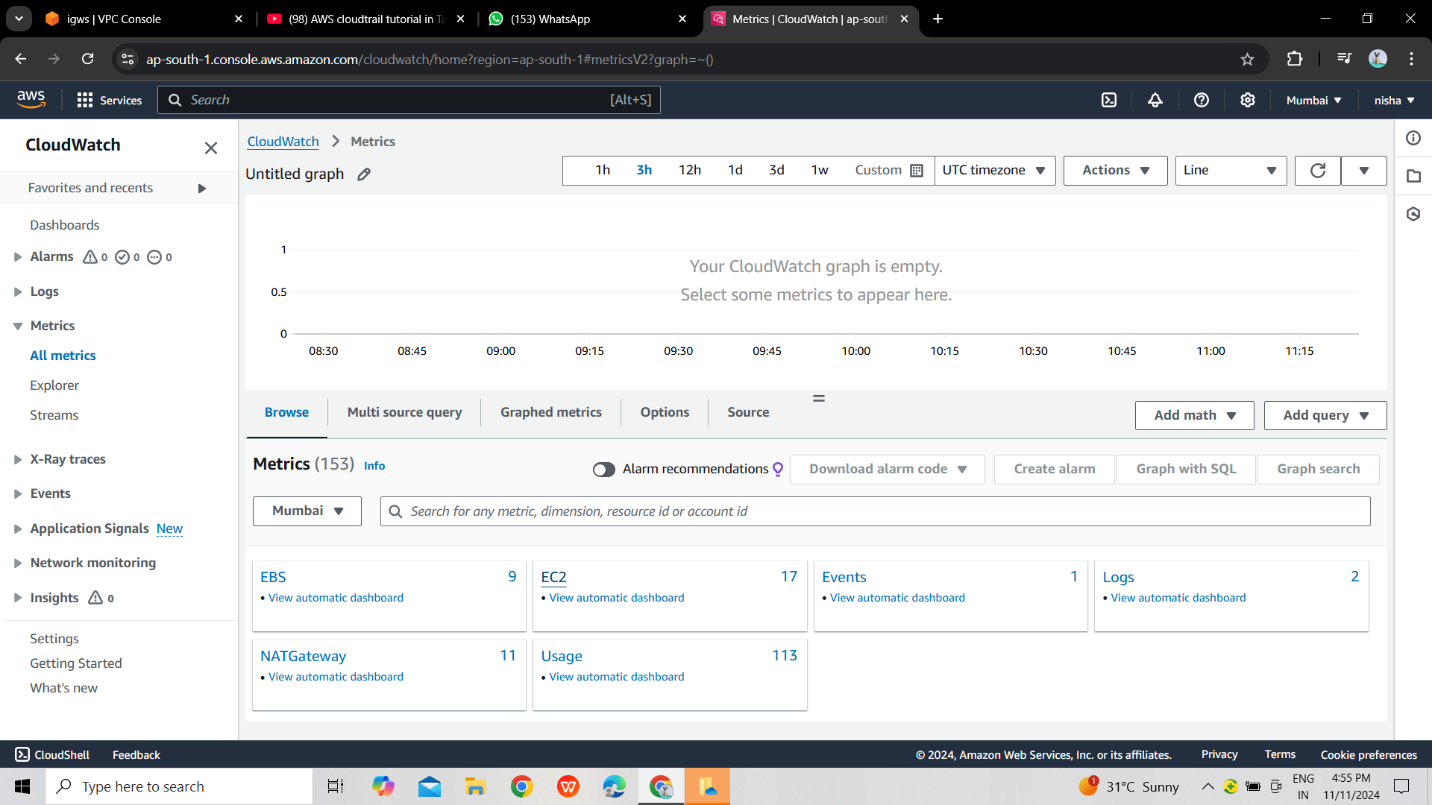 igws | VPC Console
(98) AWS cloudtrail tutorial in Ta
(153) WhatsApp
Metrics | CloudWatch | ap-sout
ap-south-1.console.aws.amazon.com/cloudwatch/home?region=ap-south-1#metricsV2?graph=~()
aws
Services
Search
[Alt+S]
Mumbai
nisha
CloudWatch
Favorites and recents
Dashboards
Alarms 0 0 0
Logs
Metrics
All metrics
Explorer
Streams
X-Ray traces
Events
Application Signals New
Network monitoring
Insights 0
Settings
Getting Started
What's new
CloudWatch > Metrics
Untitled graph
1h 3h 12h 1d 3d 1w Custom UTC timezone Actions Line
Your CloudWatch graph is empty.
Select some metrics to appear here.
1
0.5
0
08:30 08:45 09:00 09:15 09:30 09:45 10:00 10:15 10:30 10:45 11:00 11:15
Browse Multi source query Graphed metrics Options Source
Add math Add query
Metrics (153) Info
Alarm recommendations Download alarm code Create alarm Graph with SQL Graph search
Mumbai
Search for any metric, dimension, resource id or account id
EBS 9
• View automatic dashboard
EC2 17
• View automatic dashboard
Events 1
• View automatic dashboard
Logs 2
• View automatic dashboard
NATGateway 11
• View automatic dashboard
Usage 113
• View automatic dashboard
CloudShell Feedback
© 2024, Amazon Web Services, Inc. or its affiliates. Privacy Terms Cookie preferences
Type here to search
1
31°C Sunny
ENG
IN
4:55 PM
11/11/2024